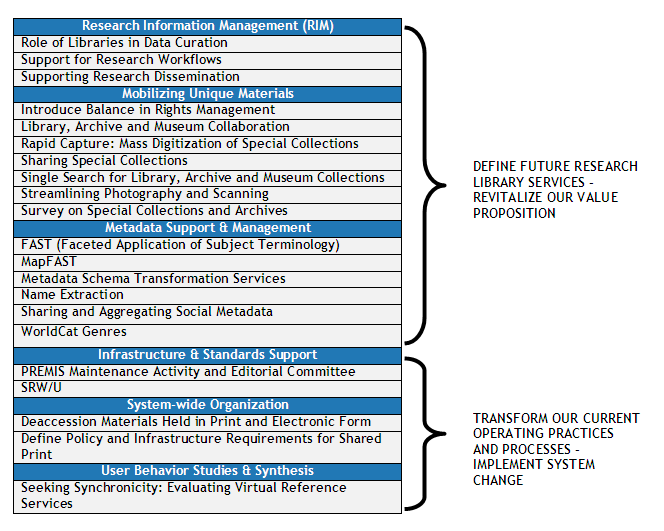 Research Information Management (RIM)
Role of Libraries in Data Curation
Support for Research Workflows
Supporting Research Dissemination
Mobilizing Unique Materials
Introduce Balance in Rights Management
Library, Archive and Museum Collaboration
Rapid Capture: Mass Digitization of Special Collections
Sharing Special Collections
Single Search for Library, Archive and Museum Collections
Streamlining Photography and Scanning
Survey on Special Collections and Archives
Metadata Support & Management
FAST (Faceted Application of Subject Terminology)
MapFAST
Metadata Schema Transformation Services
Name Extraction
Sharing and Aggregating Social Metadata
WorldCat Genres
Infrastructure & Standards Support
PREMIS Maintenance Activity and Editorial Committee
SRW/U
System-wide Organization
Deaccession Materials Held in Print and Electronic Form
Define Policy and Infrastructure Requirements for Shared
Print
User Behavior Studies & Synthesis
Seeking Synchronicity: Evaluating Virtual Reference
Services
DEFINE FUTURE RESEARCH
LIBRARY SERVICES -
REVITALIZE OUR VALUE
PROPOSITION
TRANSFORM OUR CURRENT
OPERATING PRACTICES
AND PROCESSES -
IMPLEMENT SYSTEM
CHANGE